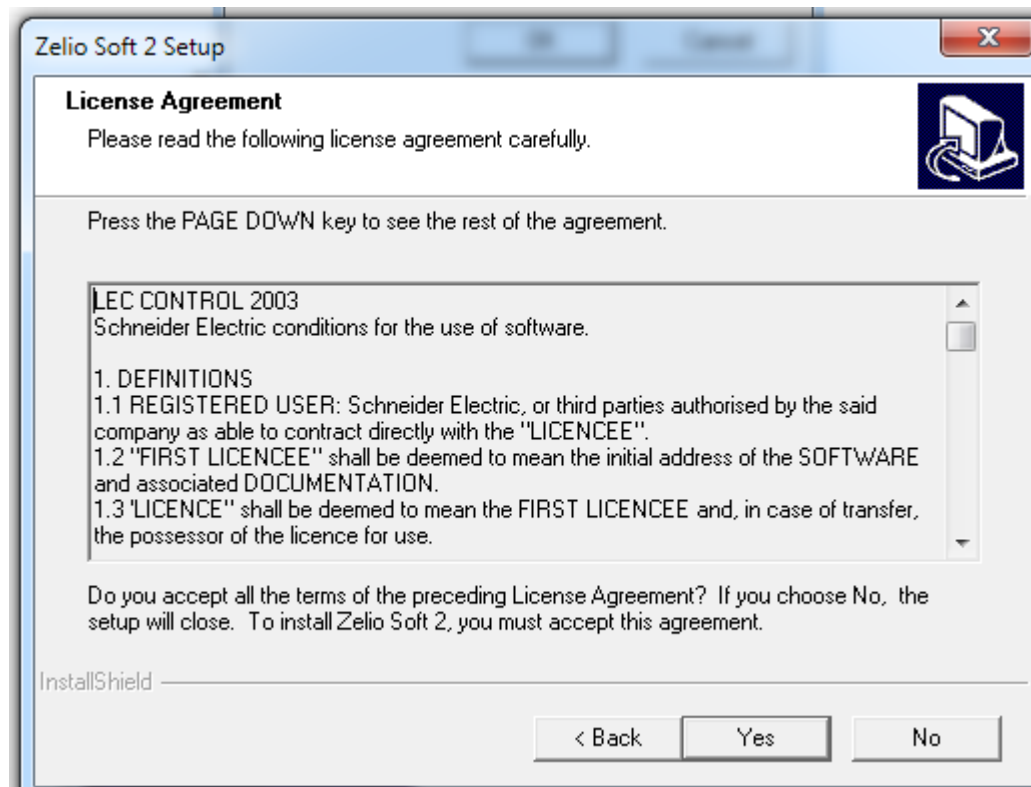 Zelio Soft 2 Setup
License Agreement
Please read the following license agreement carefully.
Press the PAGE DOWN key to see the rest of the agreement.
LEC CONTROL 2003
Schneider Electric conditions for the use of software.
1. DEFINITIONS
1.1 REGISTERED USER: Schneider Electric, or third parties authorised by the said
company as able to contract directly with the "LICENCEE".
1.2 "FIRST LICENCEE" shall be deemed to mean the initial address of the SOFTWARE
and associated DOCUMENTATION.
1.3 'LICENCE" shall be deemed to mean the FIRST LICENCEE and, in case of transfer,
the possessor of the licence for use.
Do you accept all the terms of the preceding License Agreement? If you choose No, the
setup will close. To install Zelio Soft 2, you must accept this agreement.
InstallShield
< Back Yes No